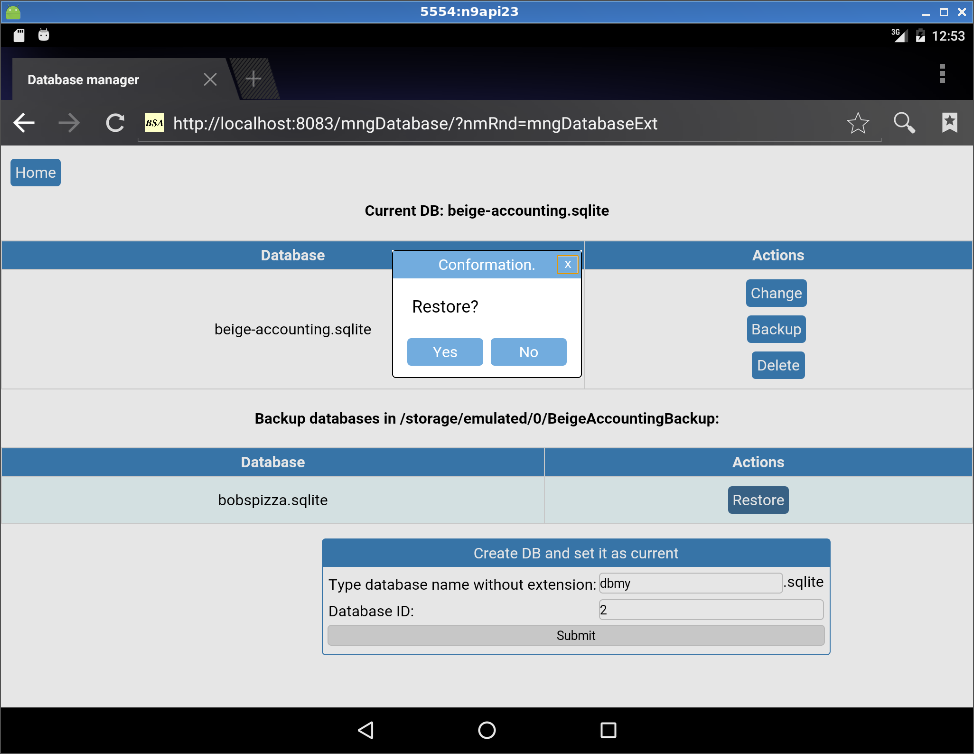 5554:n9api23
3G 12:53
Database manager
BSA http://localhost:8083/mngDatabase/?nmRnd=mngDatabaseExt
Home
Current DB: beige-accounting.sqlite
Database Actions
Conformation. x
Restore?
Yes No
beige-accounting.sqlite
Change
Backup
Delete
Backup databases in /storage/emulated/0/BeigeAccountingBackup:
Database Actions
bobspizza.sqlite Restore
Create DB and set it as current
Type database name without extension: dbmy .sqlite
Database ID: 2
Submit